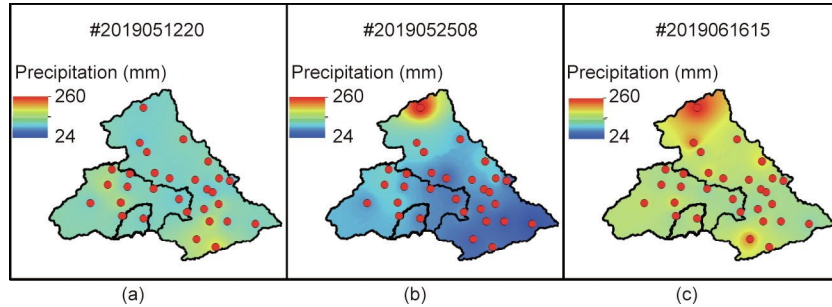 #2019051220
Precipitation (mm)
260
24
#2019052508
Precipitation (mm)
260
24
#2019061615
Precipitation (mm)
260
24
(a)
(b)
(c)